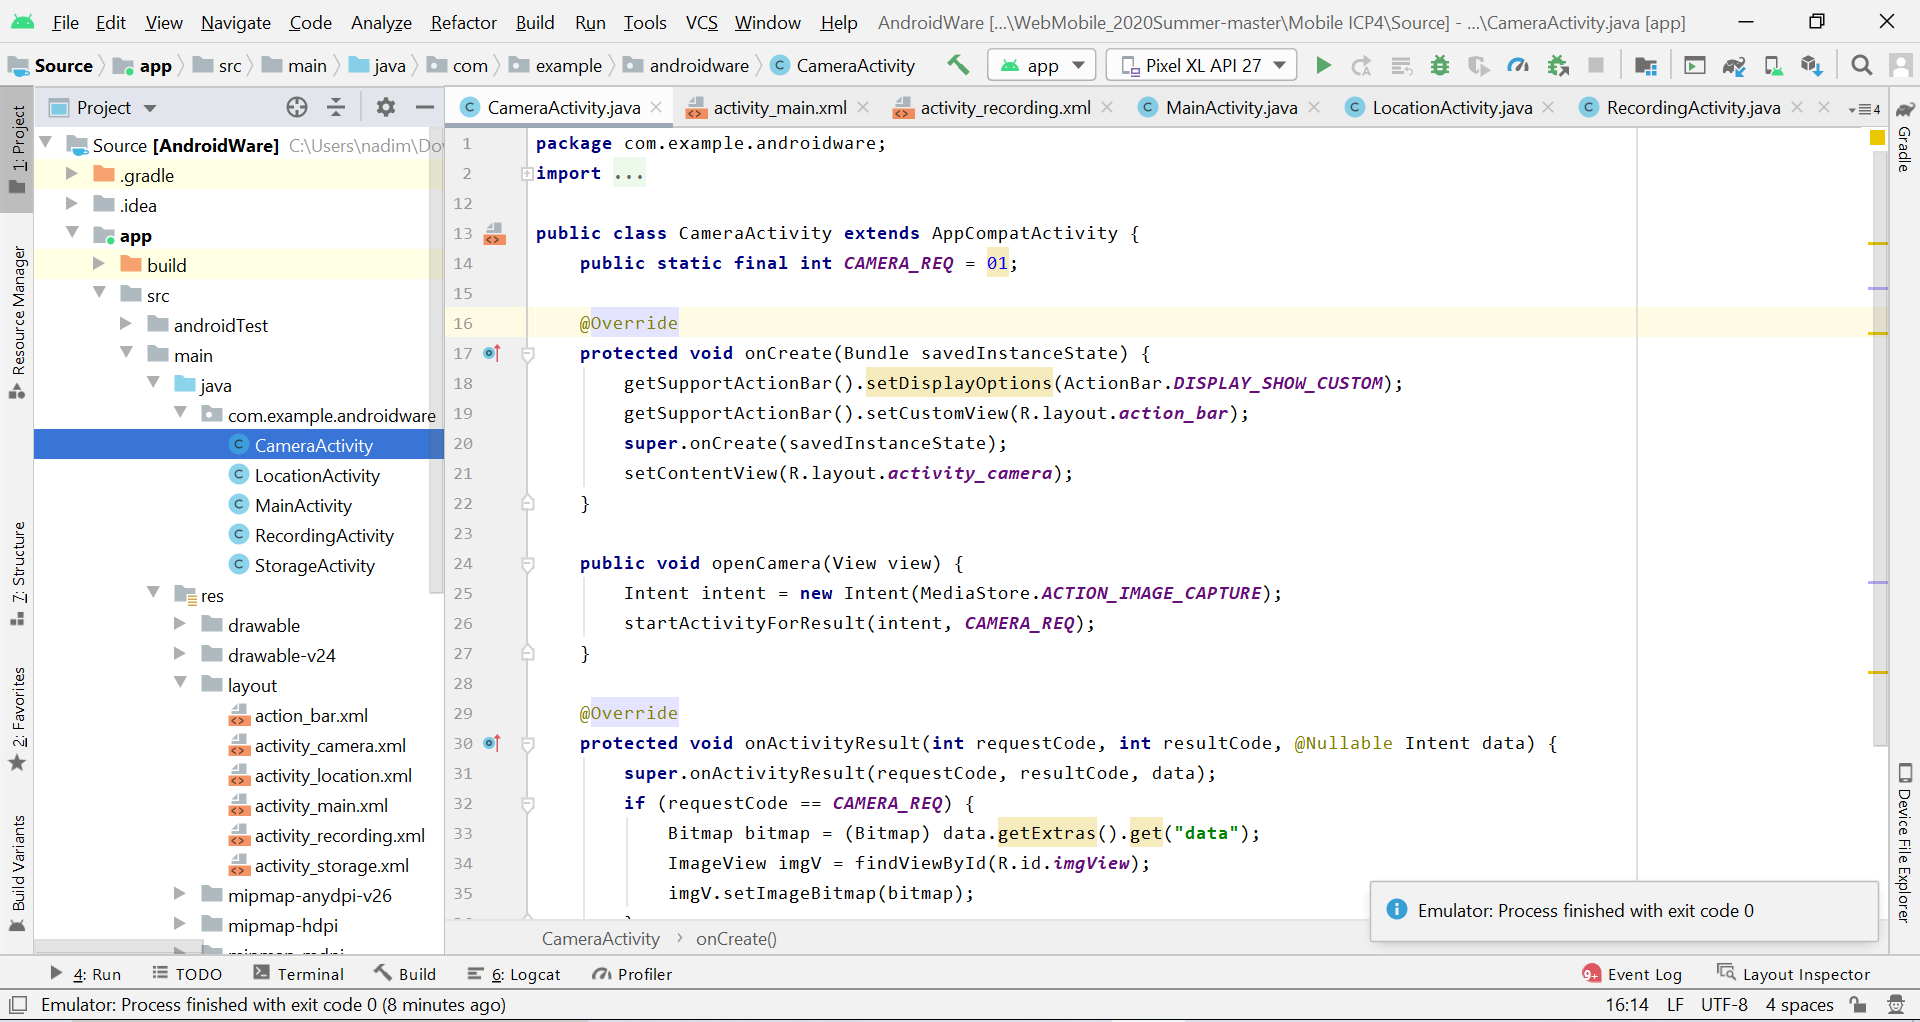 File Edit View Navigate Code Analyze Refactor Build Run Tools VCS Window Help AndroidWare [...\WebMobile_2020Summer-master\Mobile ICP4\Source] - ...\CameraActivity.java [app]
Source app src main java com example androidware CameraActivity app Pixel XL API 27
Project CameraActivity.java activity_main.xml activity_recording.xml MainActivity.java LocationActivity.java RecordingActivity.java 4
1: Project
Resource Manager
7: Structure
2: Favorites
Build Variants
Source [AndroidWare] C:\Users\nadim\Do
.gradle
.idea
app
build
src
androidTest
main
java
com.example.androidware
CameraActivity
LocationActivity
MainActivity
RecordingActivity
StorageActivity
res
drawable
drawable-v24
layout
action_bar.xml
activity_camera.xml
activity_location.xml
activity_main.xml
activity_recording.xml
activity_storage.xml
mipmap-anydpi-v26
mipmap-hdpi
1 package com.example.androidware;
2 import ...
12
13 public class CameraActivity extends AppCompatActivity {
14 public static final int CAMERA_REQ = 01;
15
16 @Override
17 protected void onCreate(Bundle savedInstanceState) {
18 getSupportActionBar().setDisplayOptions(ActionBar.DISPLAY_SHOW_CUSTOM);
19 getSupportActionBar().setCustomView(R.layout.action_bar);
20 super.onCreate(savedInstanceState);
21 setContentView(R.layout.activity_camera);
22 }
23
24 public void openCamera(View view) {
25 Intent intent = new Intent(MediaStore.ACTION_IMAGE_CAPTURE);
26 startActivityForResult(intent, CAMERA_REQ);
27 }
28
29 @Override
30 protected void onActivityResult(int requestCode, int resultCode, @Nullable Intent data) {
31 super.onActivityResult(requestCode, resultCode, data);
32 if (requestCode == CAMERA_REQ) {
33 Bitmap bitmap = (Bitmap) data.getExtras().get("data");
34 ImageView imgV = findViewById(R.id.imgView);
35 imgV.setImageBitmap(bitmap);
Gradle
Device File Explorer
Emulator: Process finished with exit code 0
CameraActivity onCreate()
4: Run TODO Terminal Build 6: Logcat Profiler 9+ Event Log Layout Inspector
Emulator: Process finished with exit code 0 (8 minutes ago) 16:14 LF UTF-8 4 spaces